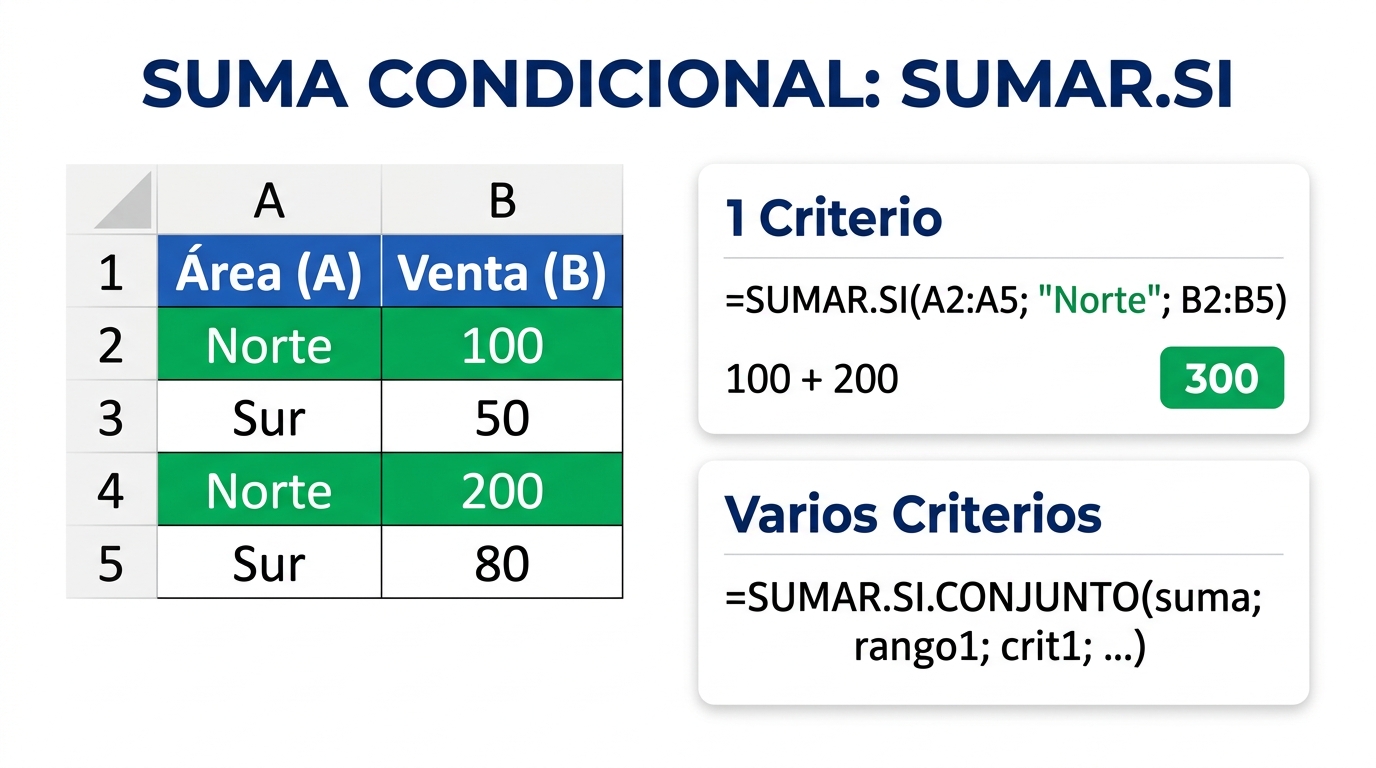 SUMA CONDICIONAL: SUMAR.SI
A B
1 Área (A) Venta (B)
2 Norte 100
3 Sur 50
4 Norte 200
5 Sur 80
1 Criterio
=SUMAR.SI(A2:A5; "Norte"; B2:B5)
100 + 200 300
Varios Criterios
=SUMAR.SI.CONJUNTO(suma;
rango1; crit1; ...)